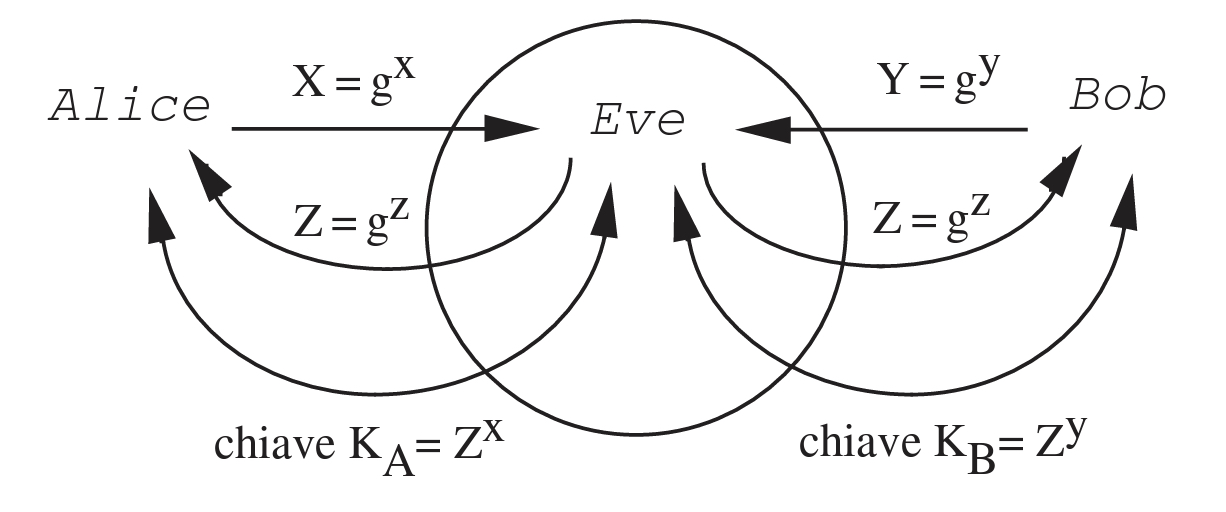 Alice
X = g^x
Eve
Y = g^y
Bob
Z = g^z
Z = g^z
chiave K_A = Z^x
chiave K_B = Z^y